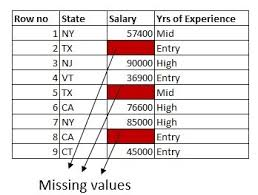 Row no State Salary Yrs of Experience
1 NY 57400 Mid
2 TX Entry
3 NJ 90000 High
4 VT 36900 Entry
5 TX Mid
6 CA 76600 High
7 NY 85000 High
8 CA Entry
9 CT 45000 Entry
Missing values